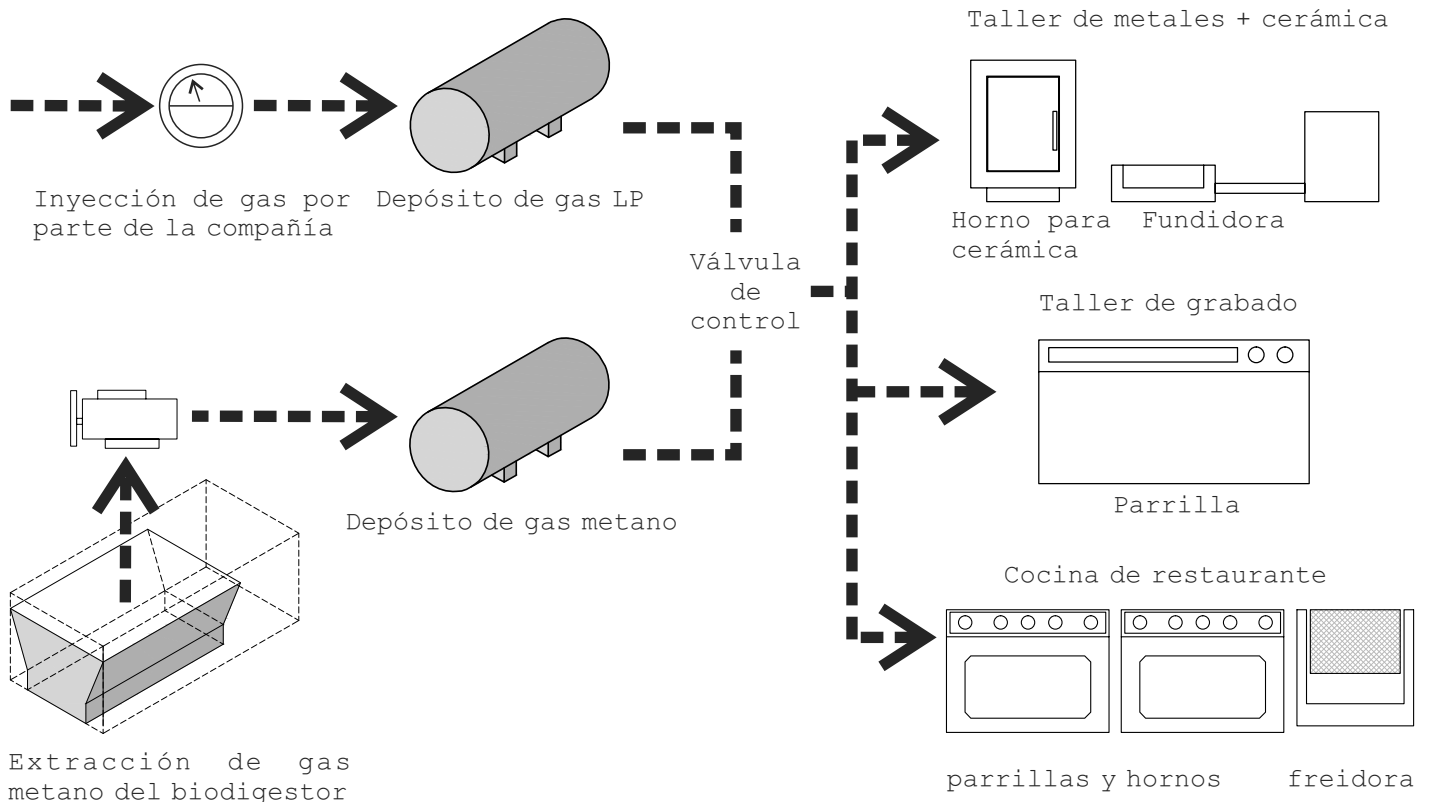 Taller de metales + cerámica
Inyección de gas por
parte de la compañía
Depósito de gas LP
Horno para
cerámica
Fundidora
Válvula
de
control
Taller de grabado
Parrilla
Depósito de gas metano
Cocina de restaurante
Extracción de gas
metano del biodigestor
parrillas y hornos
freidora